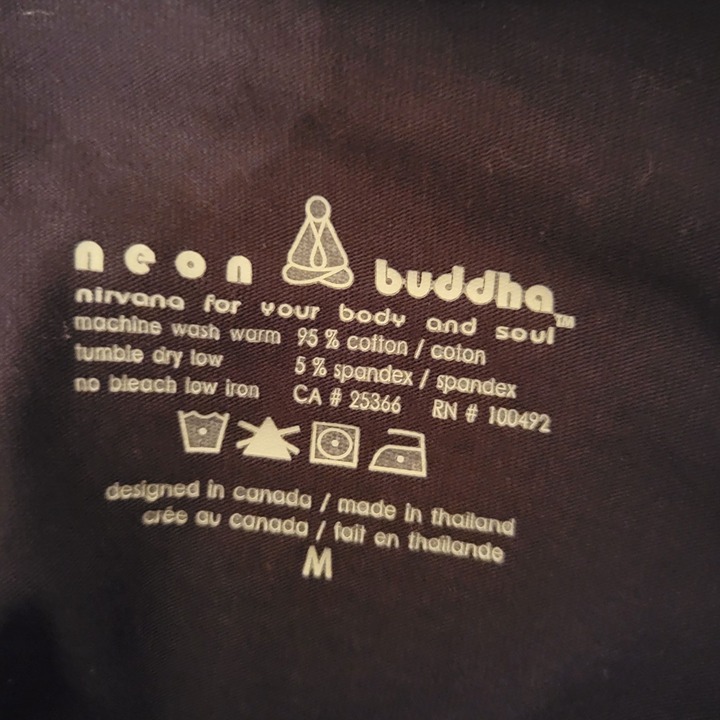 neon buddha™
nirvana for your body and soul
machine wash warm 95 % cotton / coton
tumble dry low 5 % spandex / spandex
no bleach low iron CA # 25366 RN # 100492
designed in canada / made in thailand
crée au canada / fait en thaïlande
M